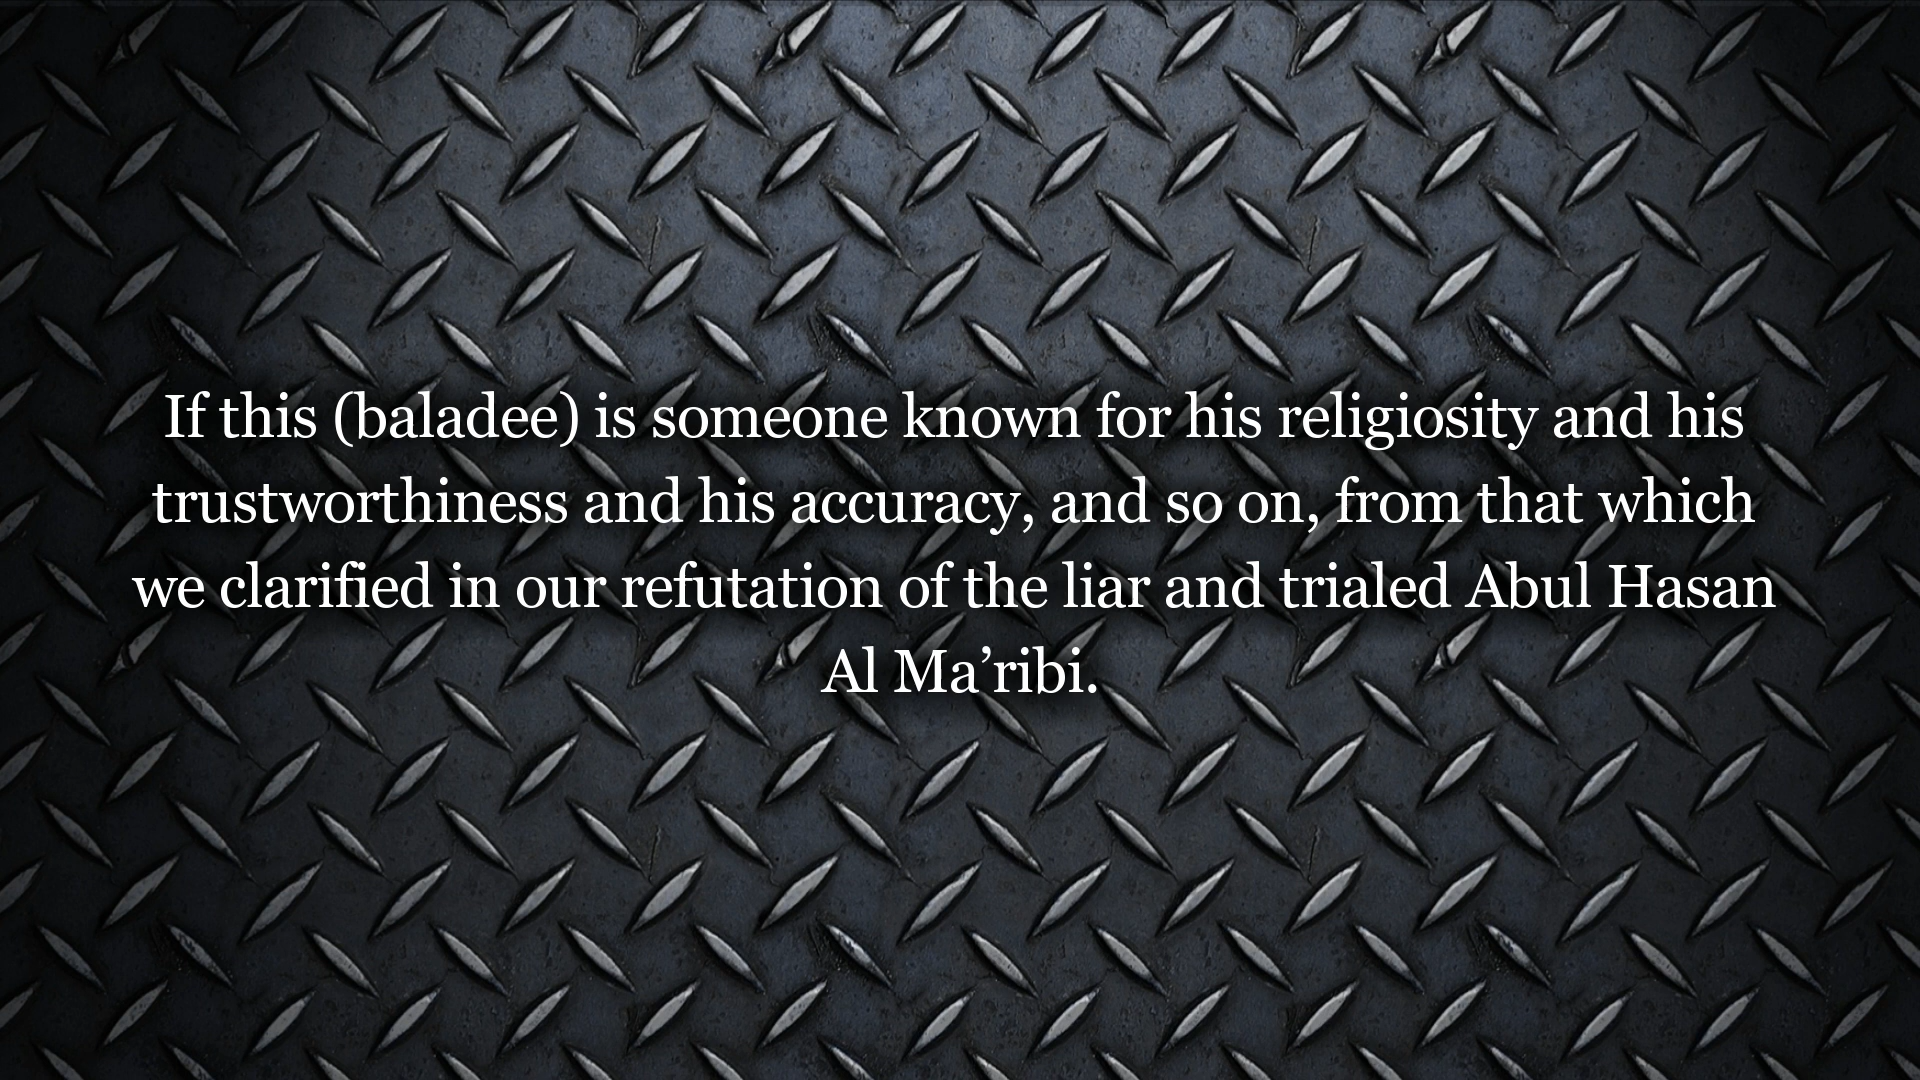 If this (baladee) is someone known for his religiosity and his
trustworthiness and his accuracy, and so on, from that which
we clarified in our refutation of the liar and trialed Abul Hasan
Al Ma’ribi.